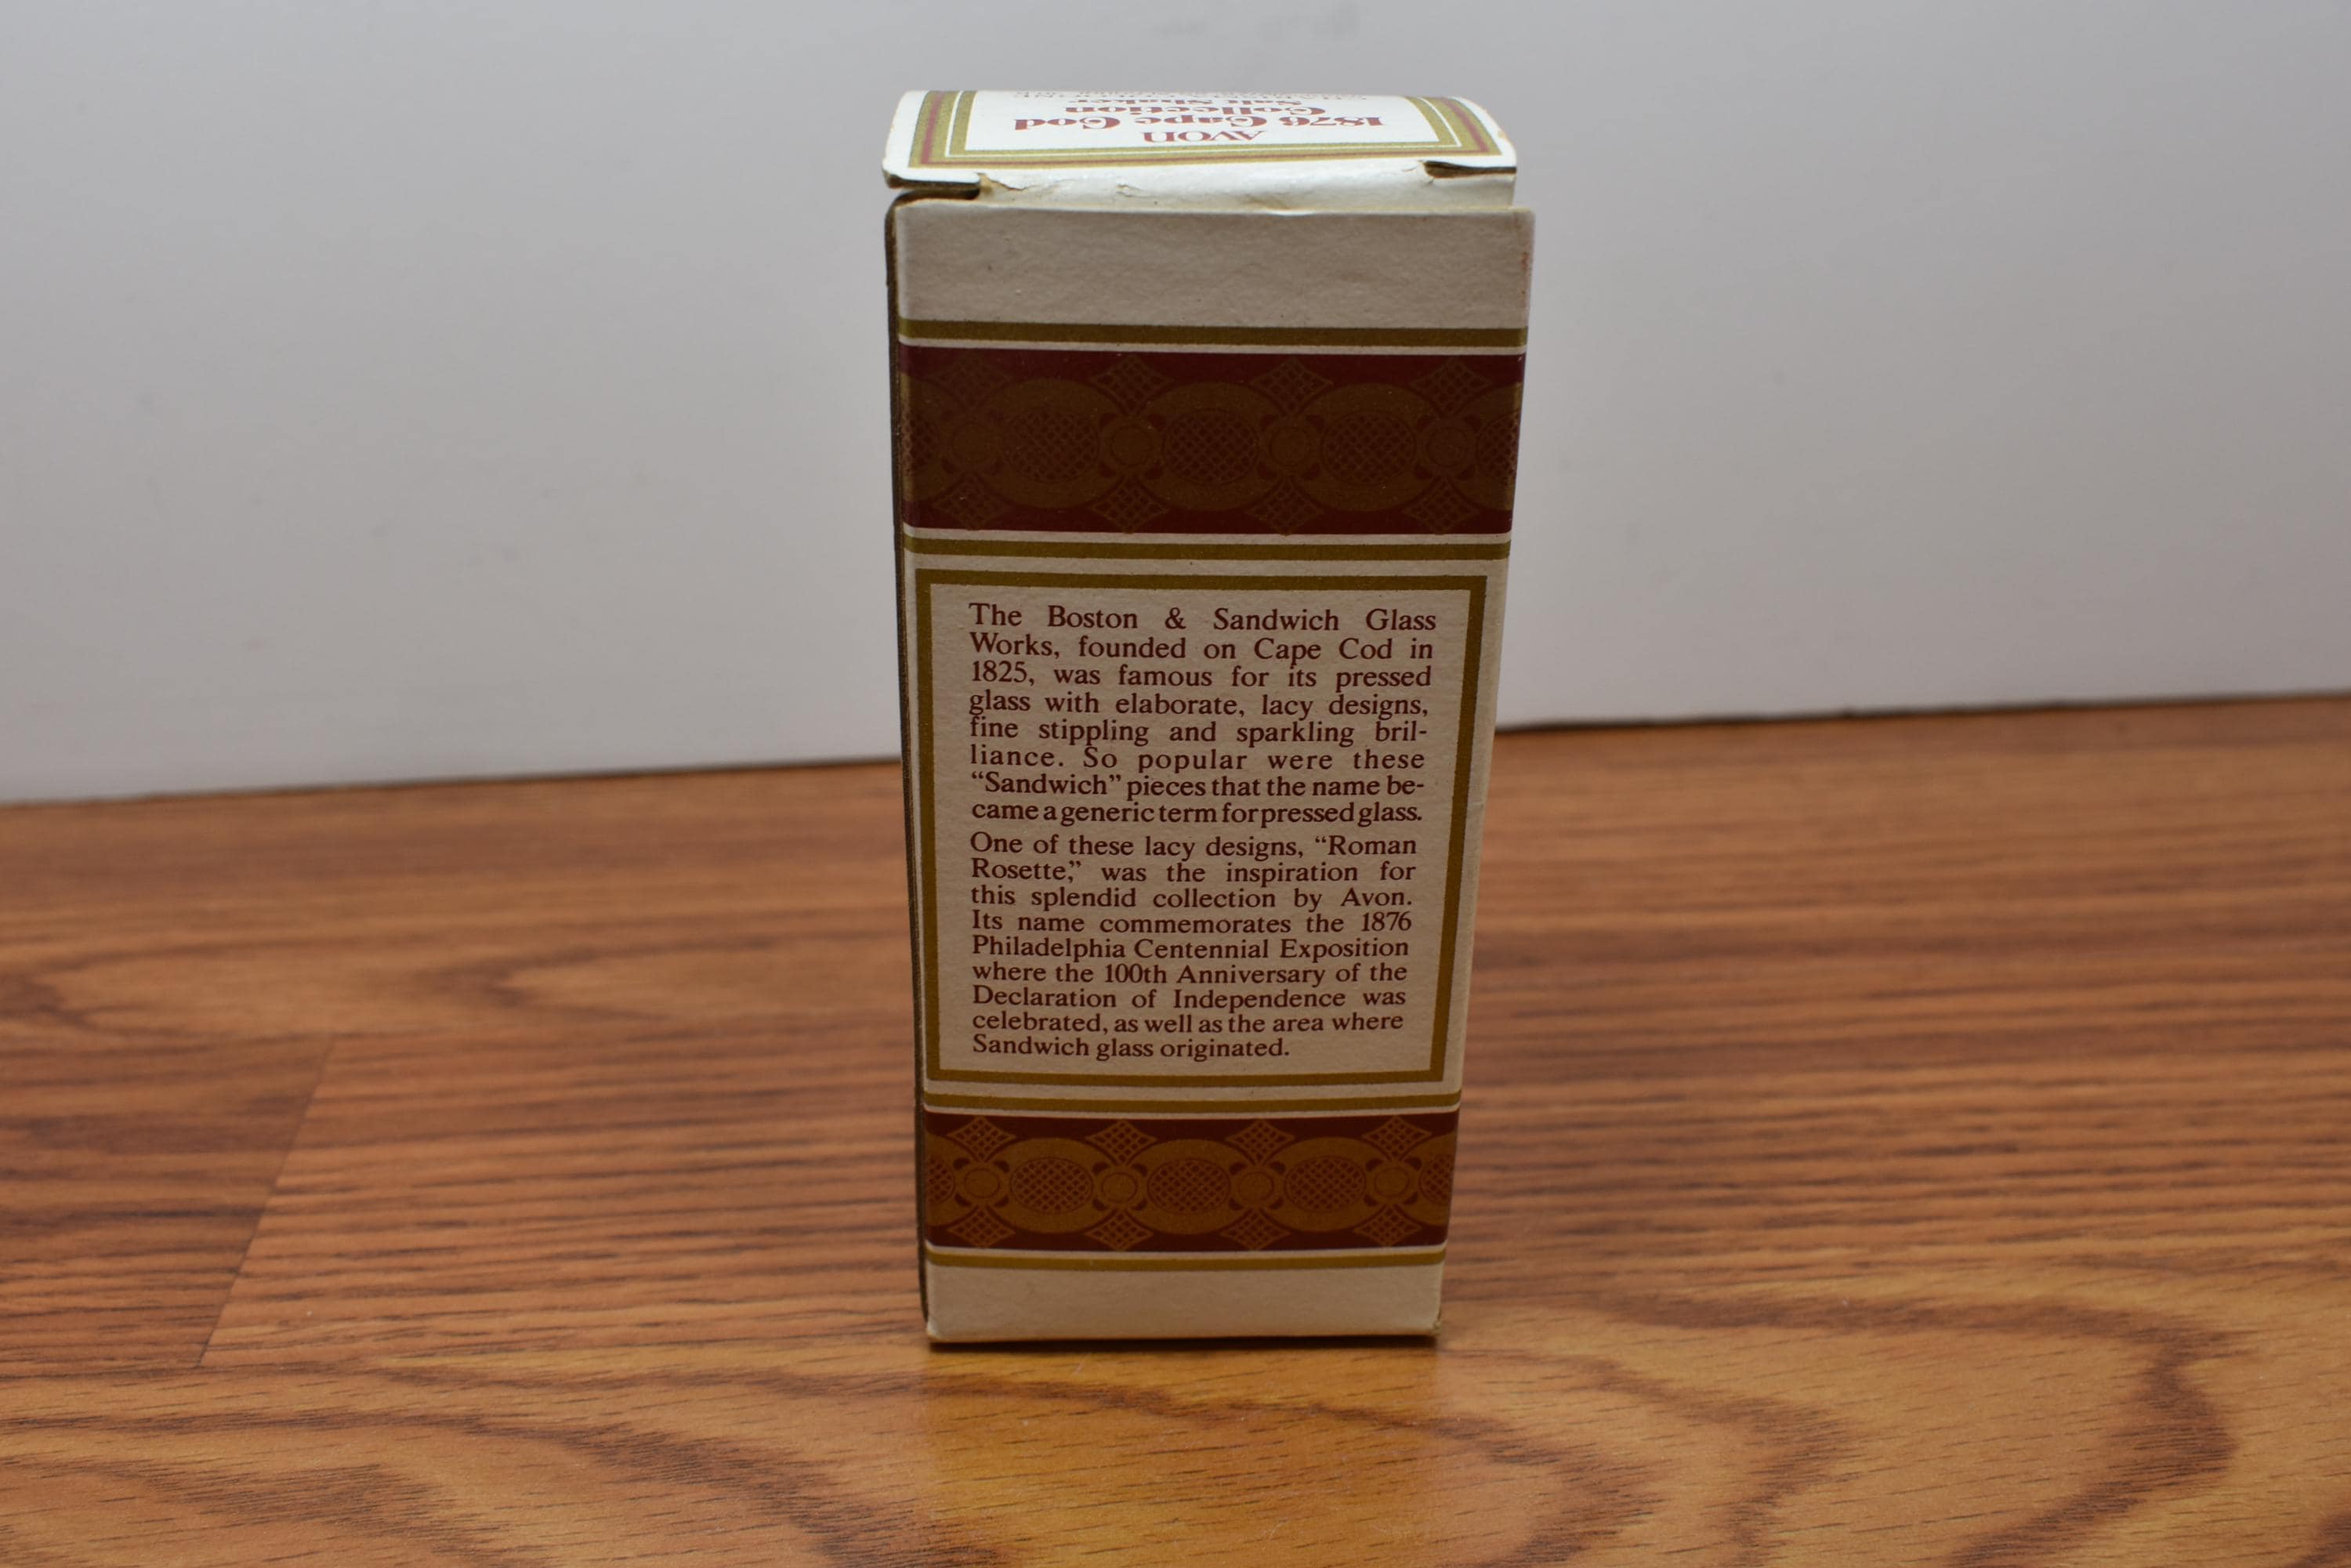 AVON
1876 Cape Cod
Collection
Salt Shaker
The Boston & Sandwich Glass
Works, founded on Cape Cod in
1825, was famous for its pressed
glass with elaborate, lacy designs,
fine stippling and sparkling bril-
liance. So popular were these
“Sandwich” pieces that the name be-
came a generic term for pressed glass.
One of these lacy designs, “Roman
Rosette,” was the inspiration for
this splendid collection by Avon.
Its name commemorates the 1876
Philadelphia Centennial Exposition
where the 100th Anniversary of the
Declaration of Independence was
celebrated, as well as the area where
Sandwich glass originated.